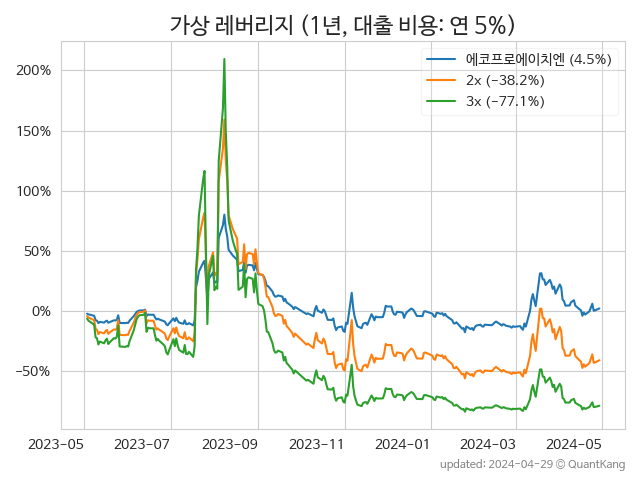 가상 레버리지 (1년, 대출 비용: 연 5%)
에코프로에이치엔 (4.5%)
2x (−38.2%)
3x (−77.1%)
200%
150%
100%
50%
0%
−50%
2023-05 2023-07 2023-09 2023-11 2024-01 2024-03 2024-05
updated: 2024-04-29 © QuantKang